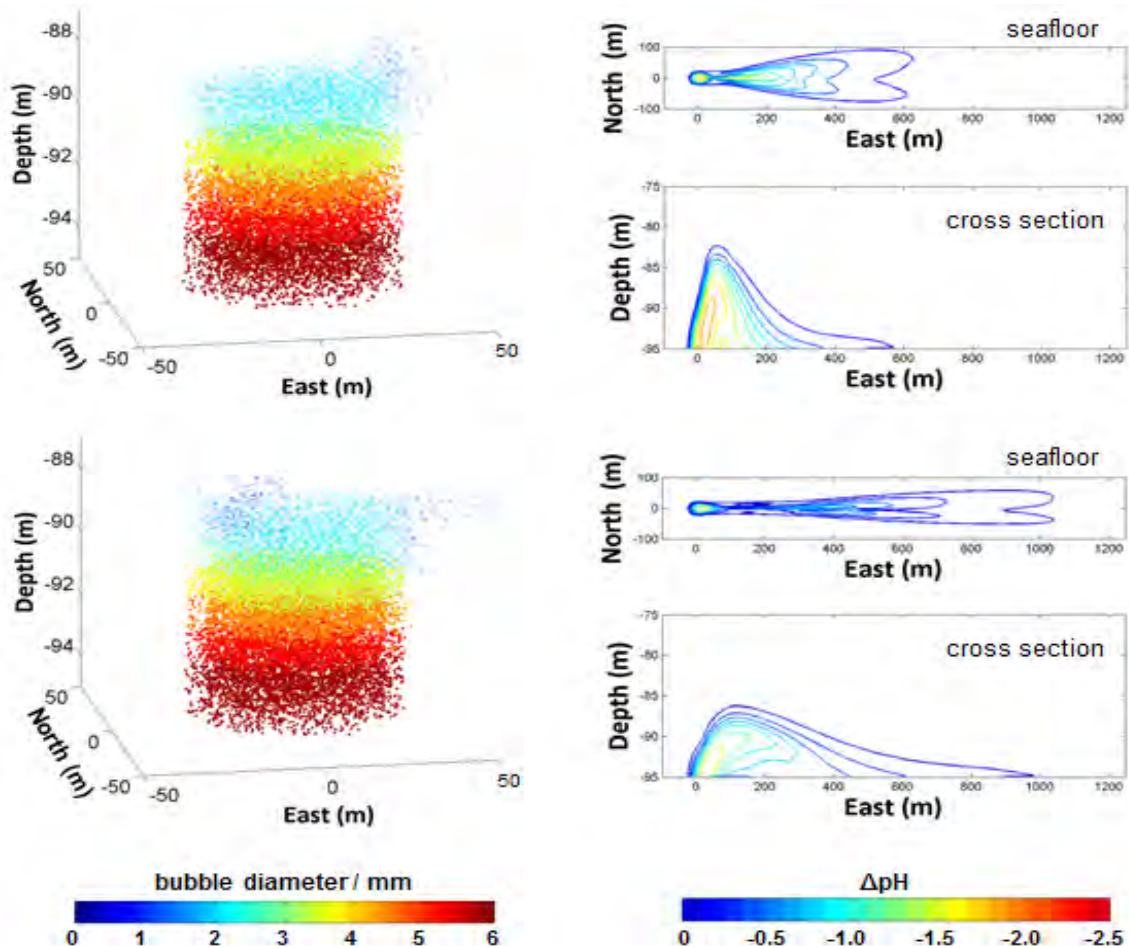 -88
-90
-92
-94
50
0
-50
-50
0
50
Depth (m)
North (m)
East (m)
seafloor
100
0
-100
0
200
400
600
800
1000
1200
North (m)
East (m)
cross section
-75
-80
-85
-90
-95
0
200
400
600
800
1000
1200
Depth (m)
East (m)
-88
-90
-92
-94
50
0
-50
-50
0
50
Depth (m)
North (m)
East (m)
seafloor
100
0
-100
0
200
400
600
800
1000
1200
North (m)
East (m)
cross section
-75
-80
-85
-90
-95
0
200
400
600
800
1000
1200
Depth (m)
East (m)
bubble diameter / mm
0 1 2 3 4 5 6
ΔpH
0 -0.5 -1.0 -1.5 -2.0 -2.5